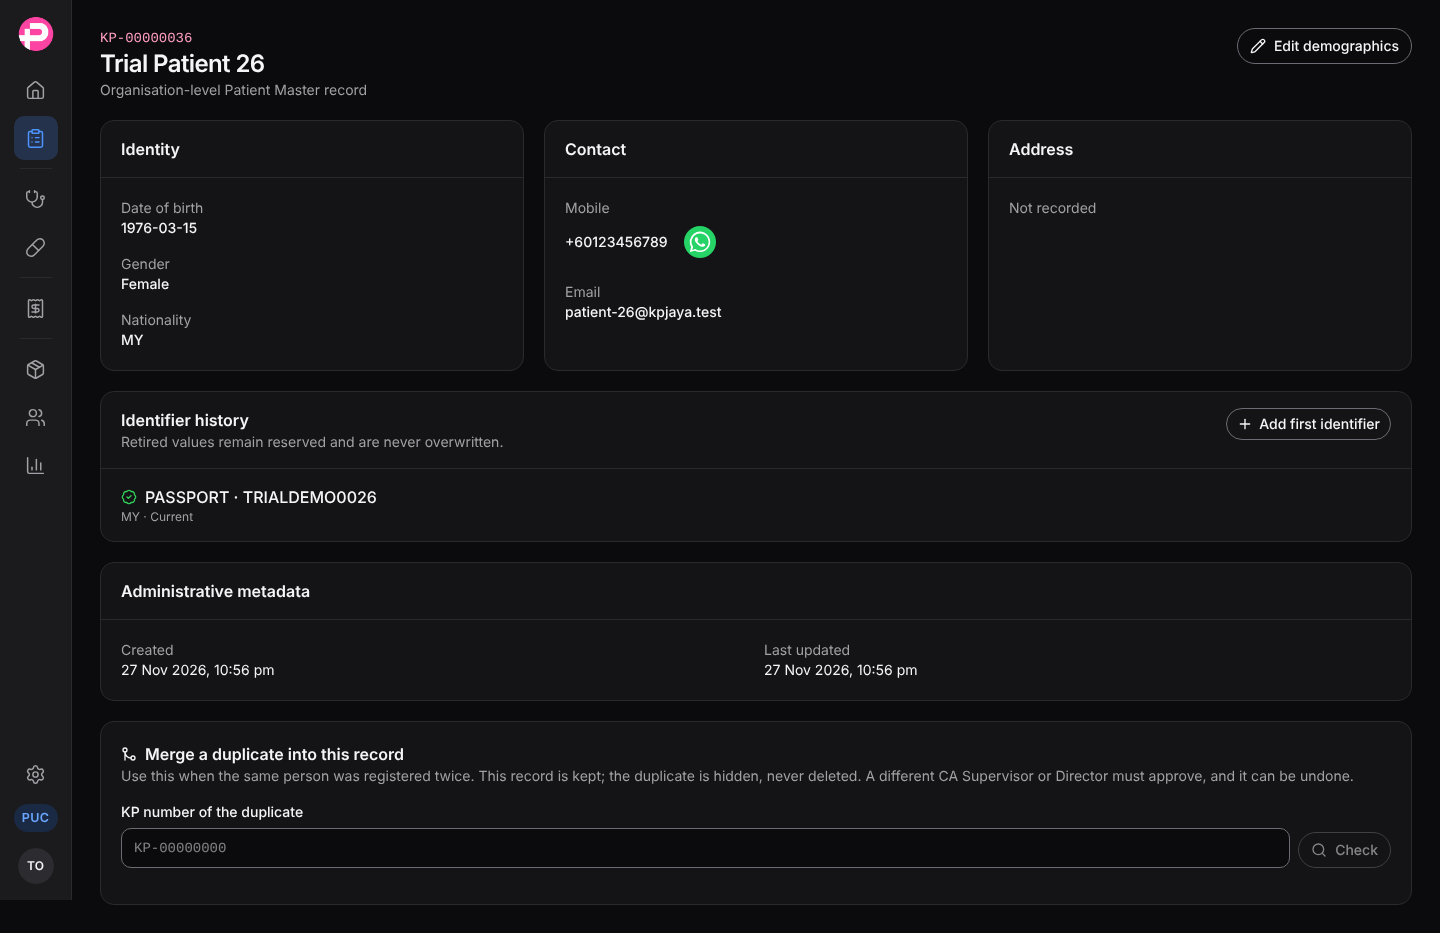 KP-00000036
Trial Patient 26
Organisation-level Patient Master record
Edit demographics
Identity
Date of birth
1976-03-15
Gender
Female
Nationality
MY
Contact
Mobile
+60123456789
Email
patient-26@kpjaya.test
Address
Not recorded
Identifier history
Retired values remain reserved and are never overwritten.
Add first identifier
PASSPORT · TRIALDEMO0026
MY · Current
Administrative metadata
Created
27 Nov 2026, 10:56 pm
Last updated
27 Nov 2026, 10:56 pm
Merge a duplicate into this record
Use this when the same person was registered twice. This record is kept; the duplicate is hidden, never deleted. A different CA Supervisor or Director must approve, and it can be undone.
KP number of the duplicate
KP-00000000
Check
PUC
TO